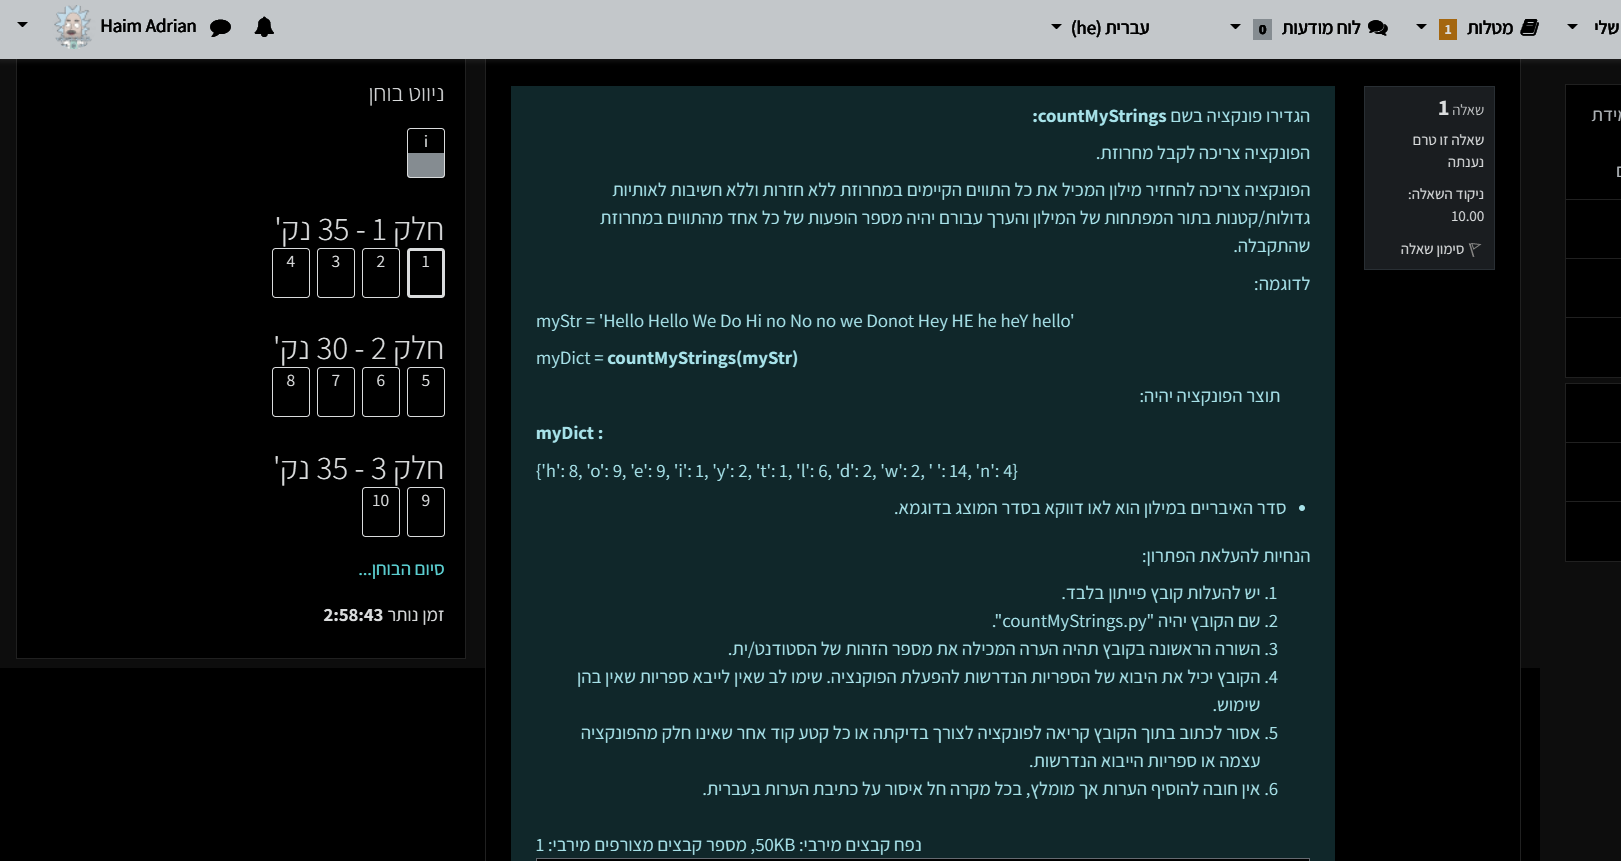 שלי
מטלות 1
לוח מודעות 0
עברית ‎(he)‎
Haim Adrian
מידת
שאלה 1
שאלה זו טרם
נענתה
ניקוד השאלה:
10.00
סימון שאלה
הגדירו פונקציה בשם countMyStrings:
הפונקציה צריכה לקבל מחרוזת.
הפונקציה צריכה להחזיר מילון המכיל את כל התווים הקיימים במחרוזת ללא חזרות וללא חשיבות לאותיות
גדולות/קטנות בתור המפתחות של המילון והערך עבורם יהיה מספר הופעות של כל אחד מהתווים במחרוזת
שהתקבלה.
לדוגמה:
myStr = 'Hello Hello We Do Hi no No no we Donot Hey HE he heY hello'
myDict = countMyStrings(myStr)
תוצר הפונקציה יהיה:
myDict :
{'h': 8, 'o': 9, 'e': 9, 'i': 1, 'y': 2, 't': 1, 'l': 6, 'd': 2, 'w': 2, ' ': 14, 'n': 4}
• סדר האיבריים במילון הוא לאו דווקא בסדר המוצג בדוגמא.
הנחיות להעלאת הפתרון:
1. יש להעלות קובץ פייתון בלבד.
2. שם הקובץ יהיה "countMyStrings.py".
3. השורה הראשונה בקובץ תהיה הערה המכילה את מספר הזהות של הסטודנט/ית.
4. הקובץ יכיל את היבוא של הספריות הנדרשות להפעלת הפוקנציה. שימו לב שאין לייבא ספריות שאין בהן
שימוש.
5. אסור לכתוב בתוך הקובץ קריאה לפונקציה לצורך בדיקתה או כל קטע קוד אחר שאינו חלק מהפונקציה
עצמה או ספריות הייבוא הנדרשות.
6. אין חובה להוסיף הערות אך מומלץ, בכל מקרה חל איסור על כתיבת הערות בעברית.
נפח קבצים מירבי: 50KB, מספר קבצים מצורפים מירבי: 1
ניווט בוחן
i
חלק 1 - 35 נק'
1 2 3 4
חלק 2 - 30 נק'
5 6 7 8
חלק 3 - 35 נק'
9 10
סיום הבוחן...
זמן נותר 2:58:43